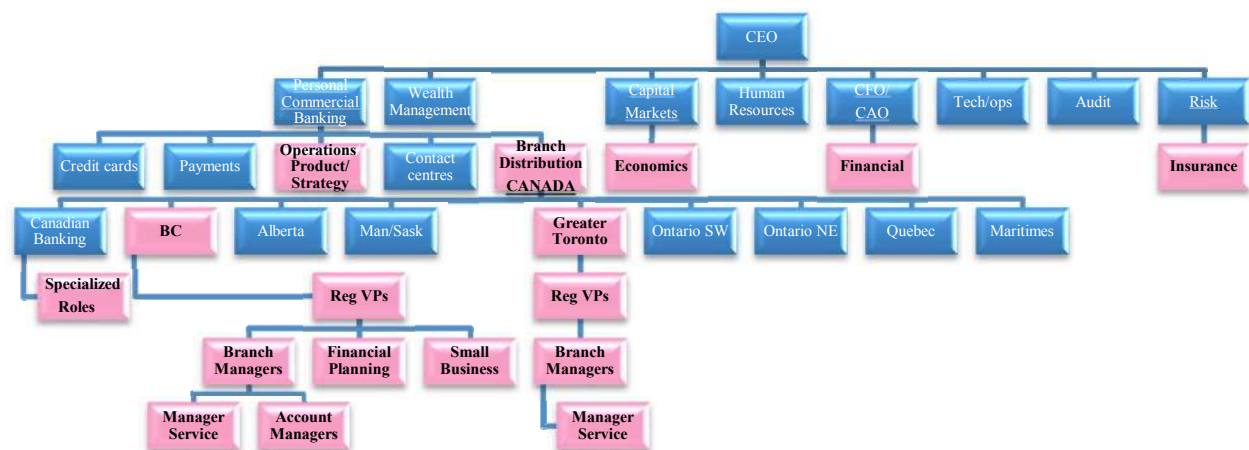 CEO
Personal
Commercial
Banking
Wealth
Management
Capital
Markets
Human
Resources
CFO/
CAO
Tech/ops
Audit
Risk
Credit cards
Payments
Operations
Product/
Strategy
Contact
centres
Branch
Distribution
CANADA
Economics
Financial
Insurance
Canadian
Banking
BC
Alberta
Man/Sask
Greater
Toronto
Ontario SW
Ontario NE
Quebec
Maritimes
Specialized
Roles
Reg VPs
Reg VPs
Branch
Managers
Financial
Planning
Small
Business
Branch
Managers
Manager
Service
Account
Managers
Manager
Service